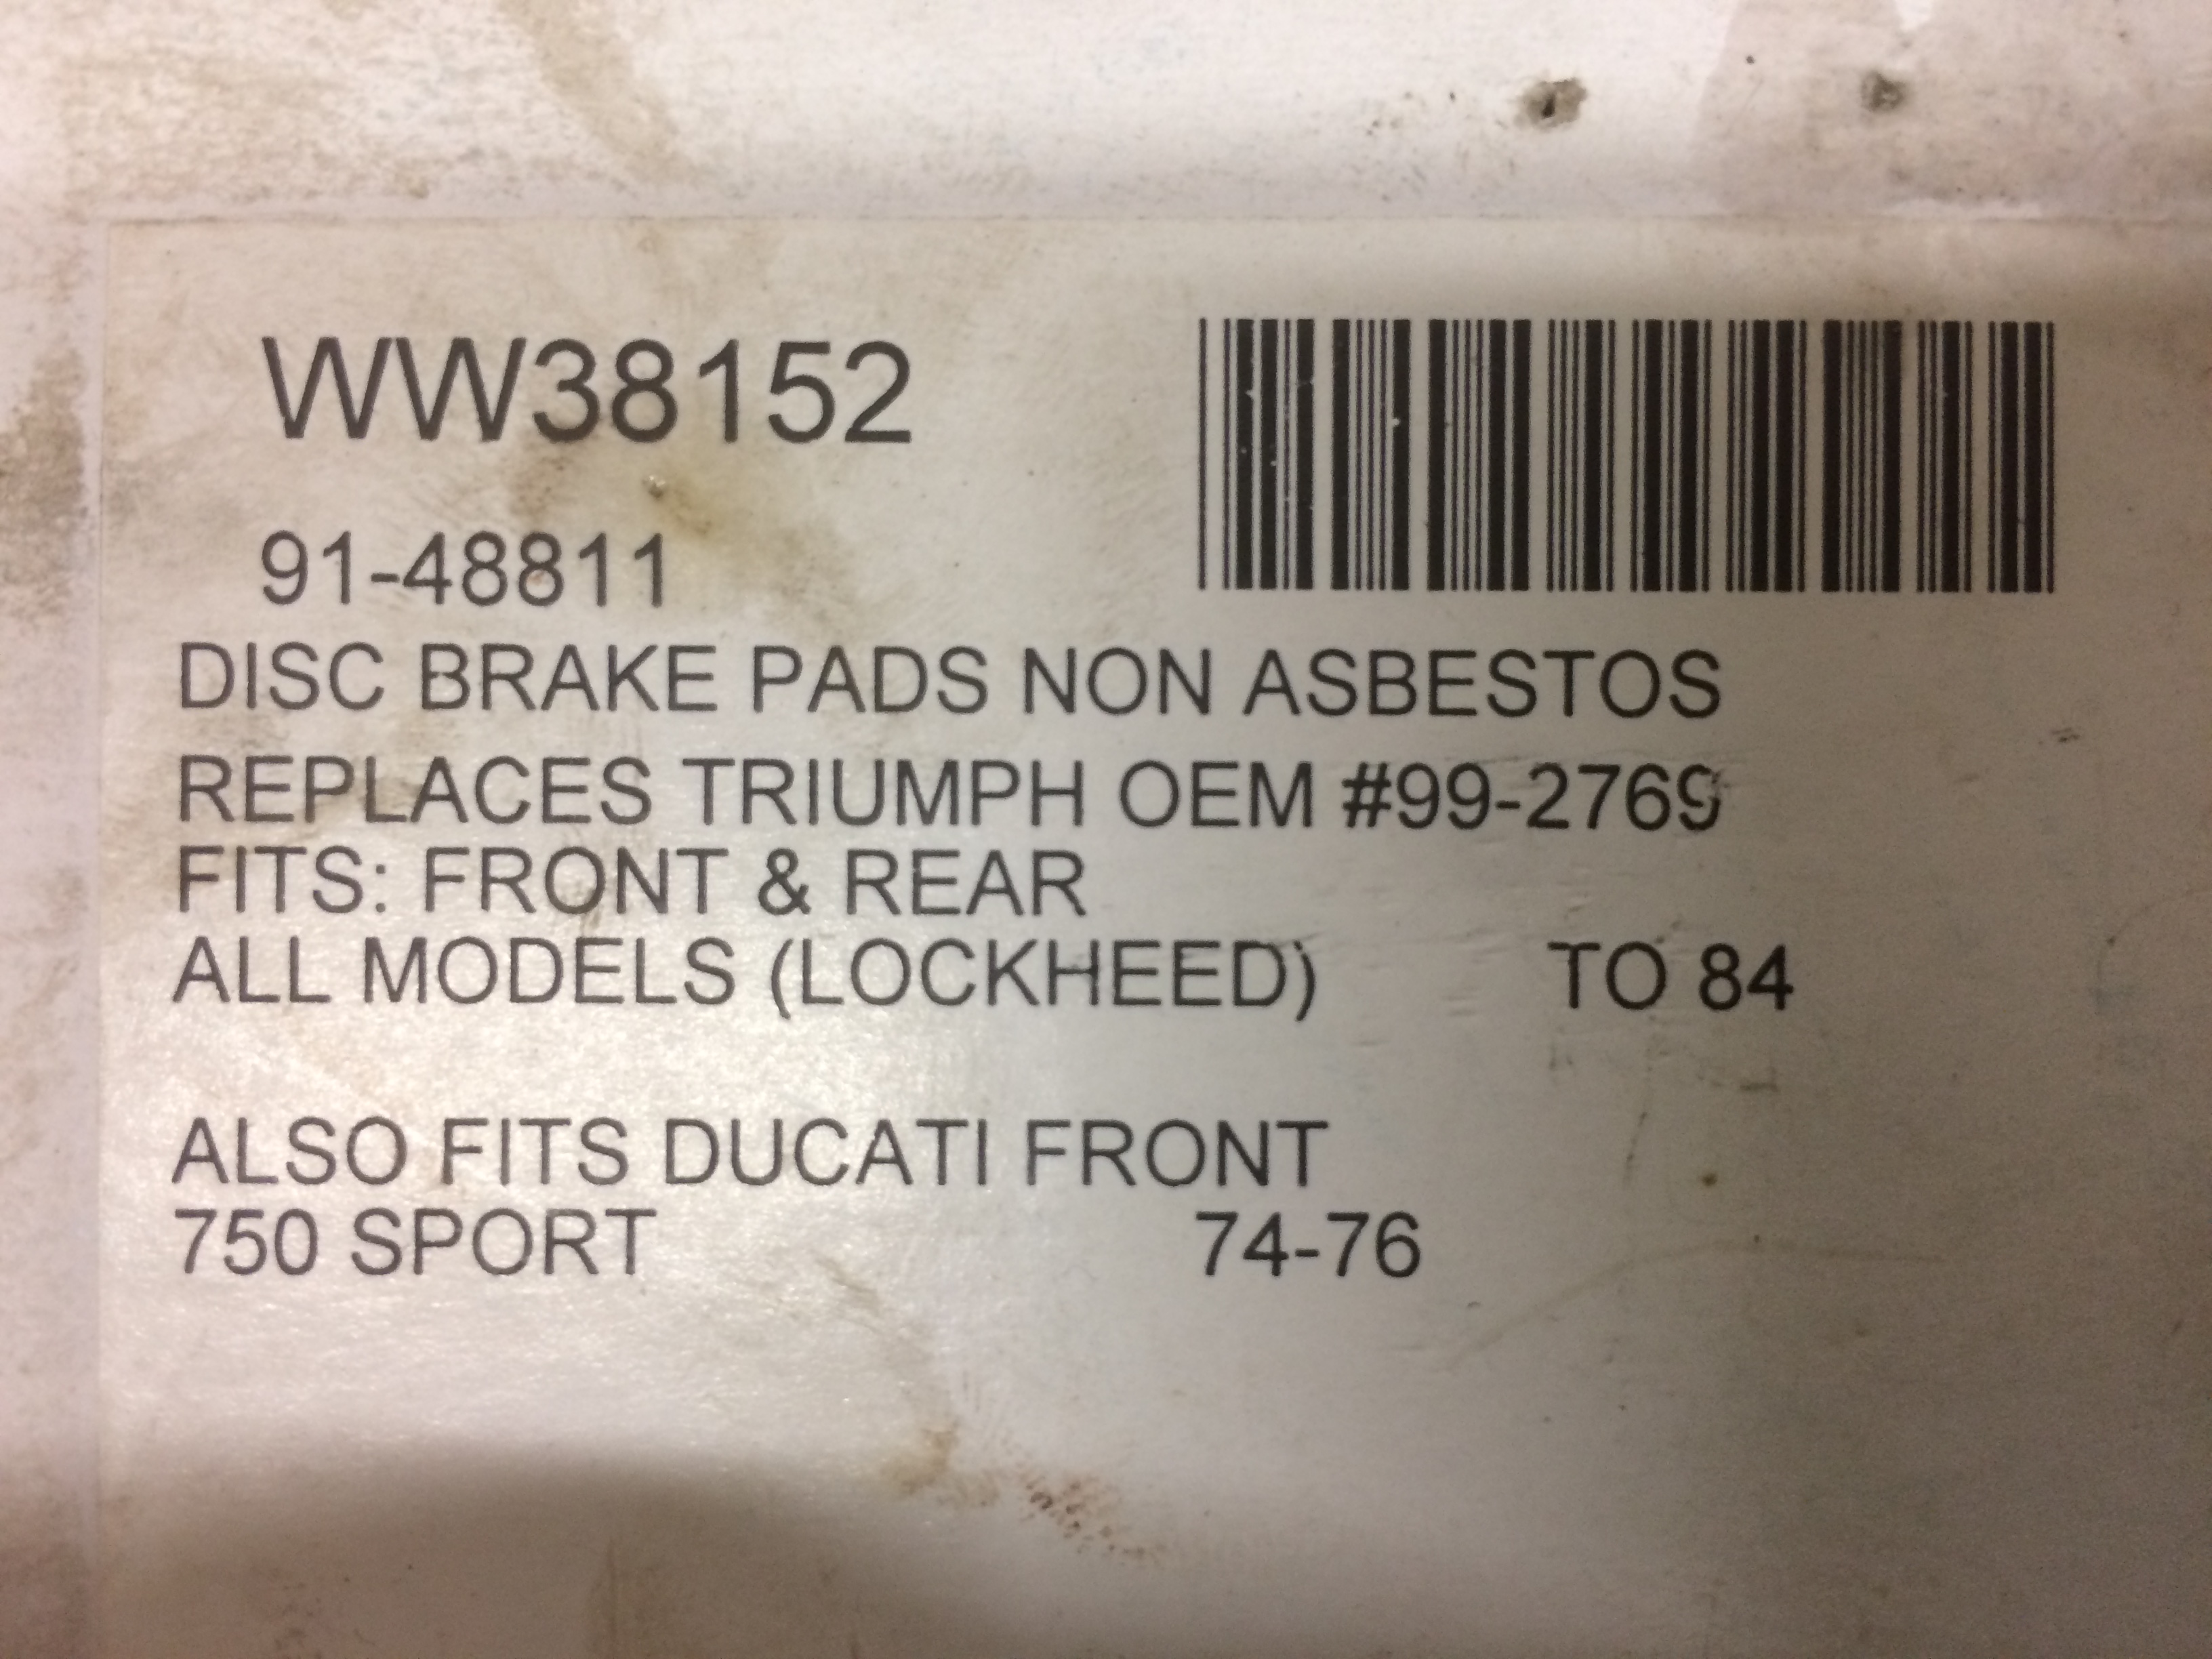 WW38152
91-48811
DISC BRAKE PADS NON ASBESTOS
REPLACES TRIUMPH OEM #99-2769
FITS: FRONT & REAR
ALL MODELS (LOCKHEED) TO 84
ALSO FITS DUCATI FRONT
750 SPORT 74-76